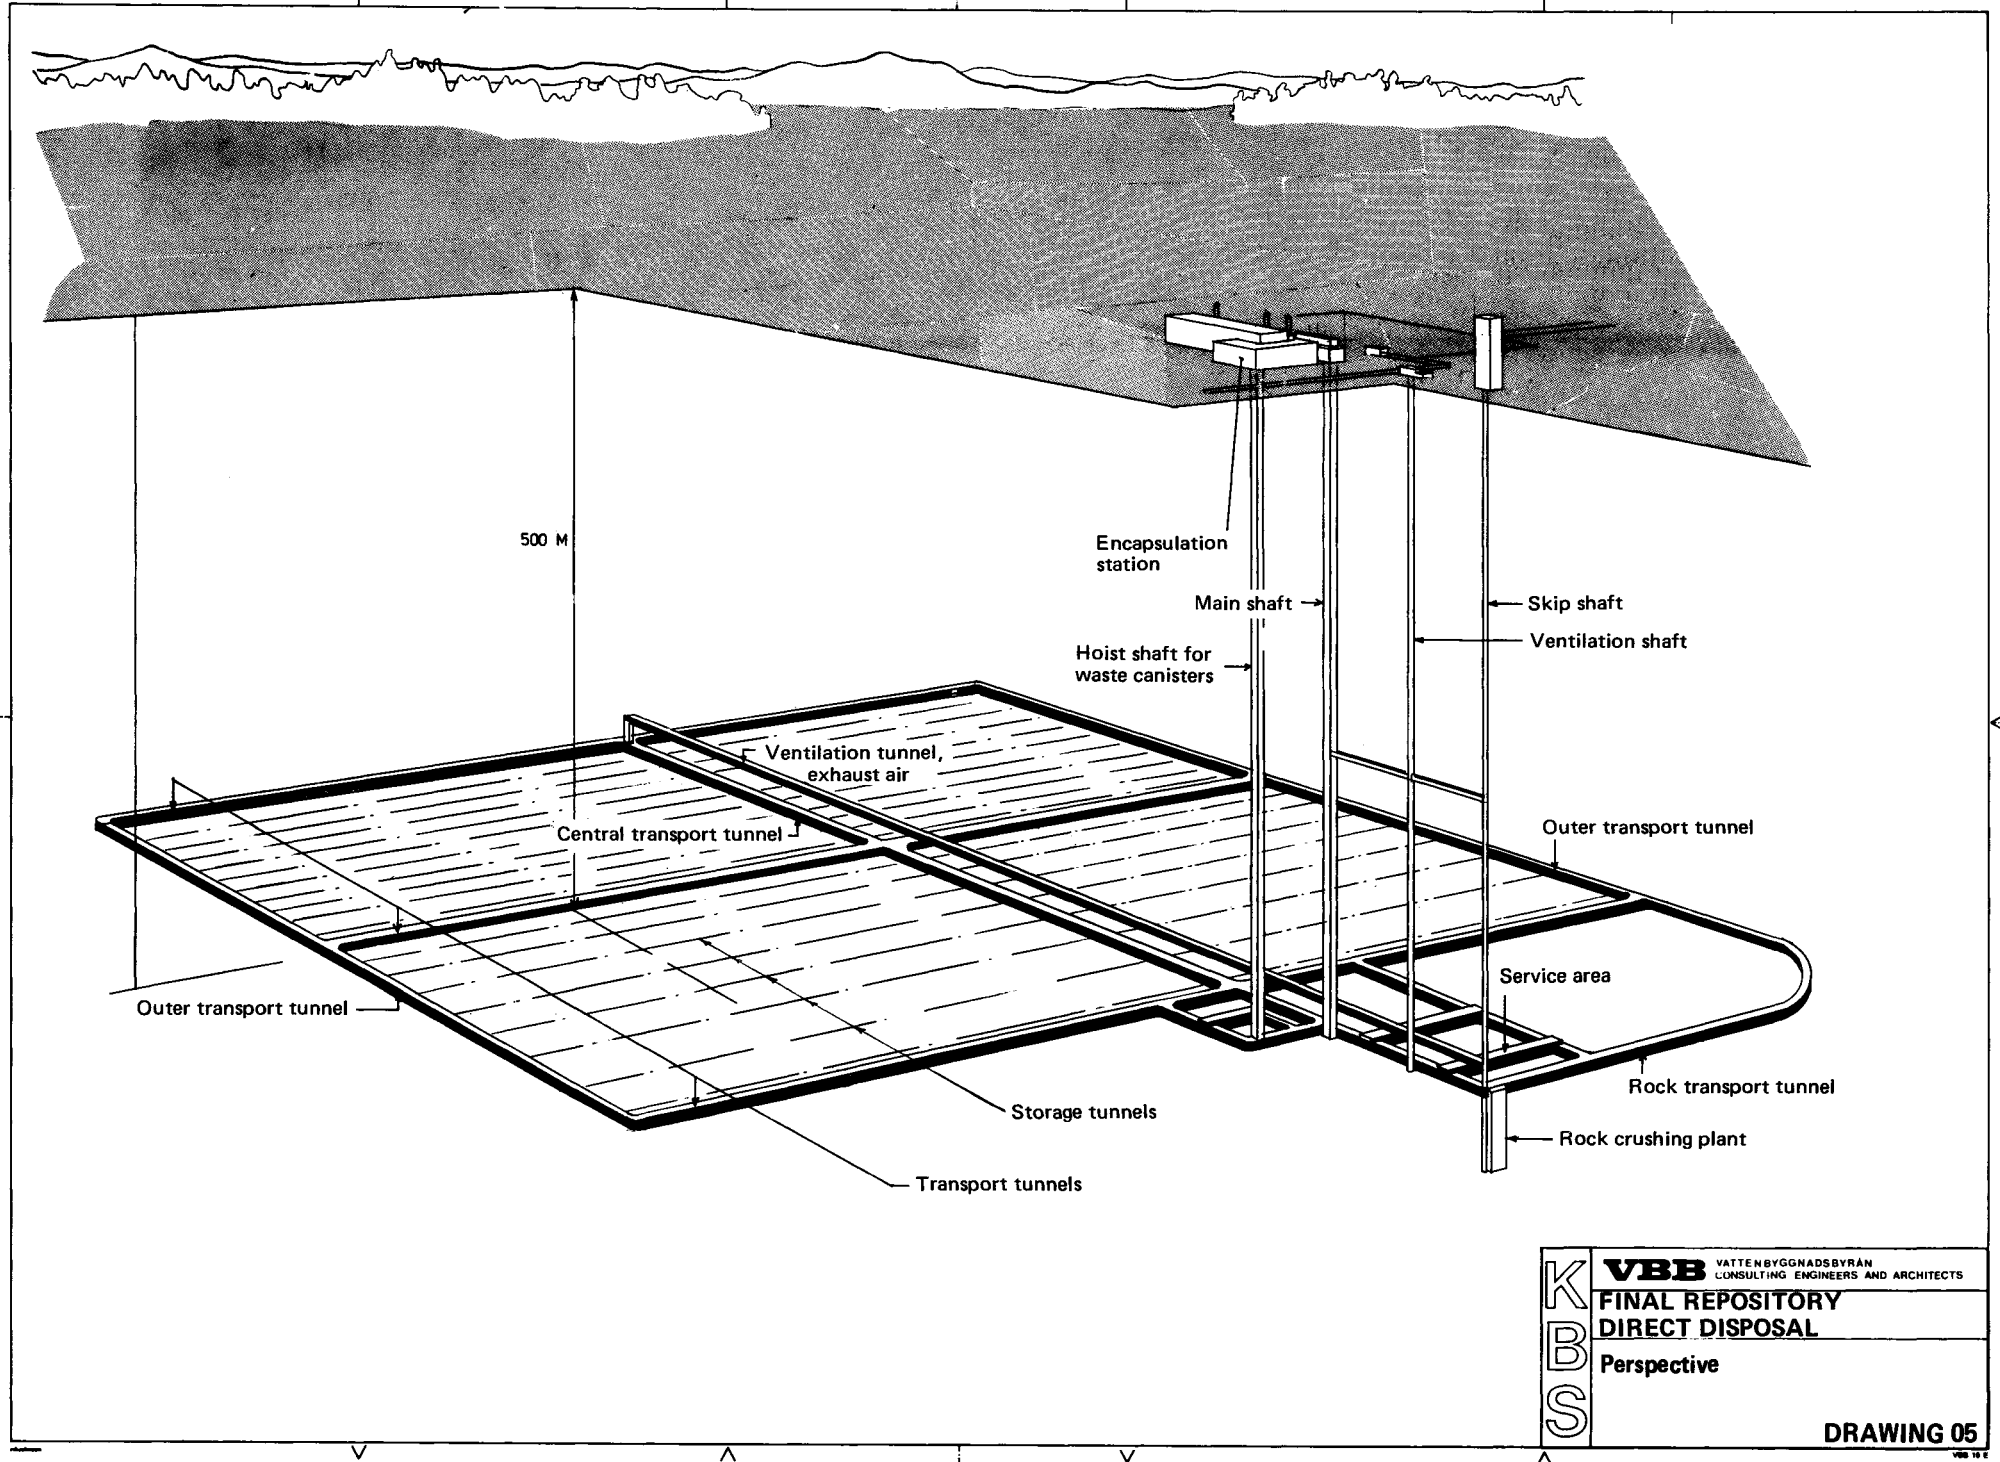 500 M
Encapsulation
station
Main shaft
Skip shaft
Ventilation shaft
Hoist shaft for
waste canisters
Ventilation tunnel,
exhaust air
Central transport tunnel
Outer transport tunnel
Service area
Outer transport tunnel
Rock transport tunnel
Storage tunnels
Rock crushing plant
Transport tunnels
KBS
VBB
VATTENBYGGNADSBYRÅN
CONSULTING ENGINEERS AND ARCHITECTS
FINAL REPOSITORY
DIRECT DISPOSAL
Perspective
DRAWING 05